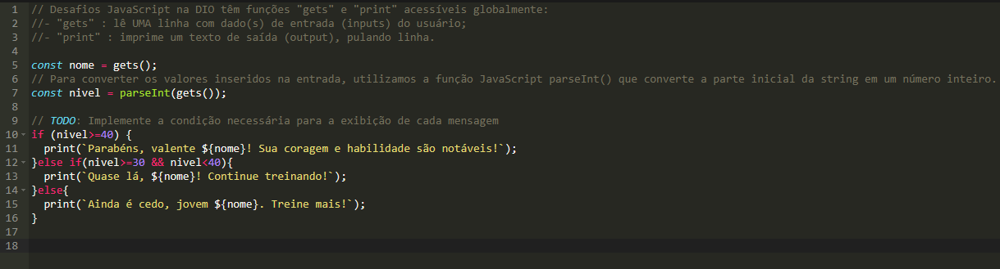 1 // Desafios JavaScript na DIO têm funções "gets" e "print" acessíveis globalmente:
2 //- "gets" : lê UMA linha com dado(s) de entrada (inputs) do usuário;
3 //- "print" : imprime um texto de saída (output), pulando linha.
4
5 const nome = gets();
6 // Para converter os valores inseridos na entrada, utilizamos a função JavaScript parseInt() que converte a parte inicial da string em um número inteiro.
7 const nivel = parseInt(gets());
8
9 // TODO: Implemente a condição necessária para a exibição de cada mensagem
10 if (nivel>=40) {
11   print(`Parabéns, valente ${nome}! Sua coragem e habilidade são notáveis!`);
12 }else if(nivel>=30 && nivel<40){
13   print(`Quase lá, ${nome}! Continue treinando!`);
14 }else{
15   print(`Ainda é cedo, jovem ${nome}. Treine mais!`);
16 }
17
18